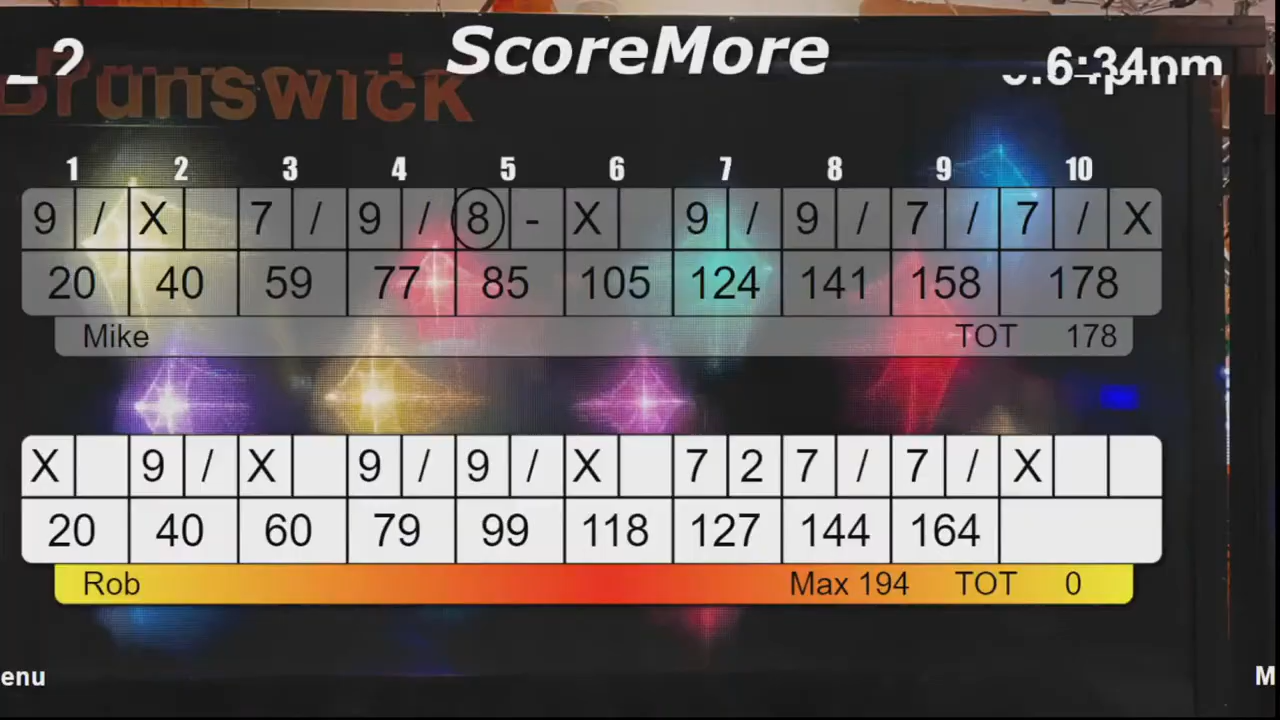 ScoreMore
Brunswick
1 2 3 4 5 6 7 8 9 10
9 / X 7 / 9 / 8 - X 9 / 9 / 7 / 7 / X
20 40 59 77 85 105 124 141 158 178
Mike TOT 178
X 9 / X 9 / 9 / X 7 2 7 / 7 / X
20 40 60 79 99 118 127 144 164
Rob Max 194 TOT 0
enu M